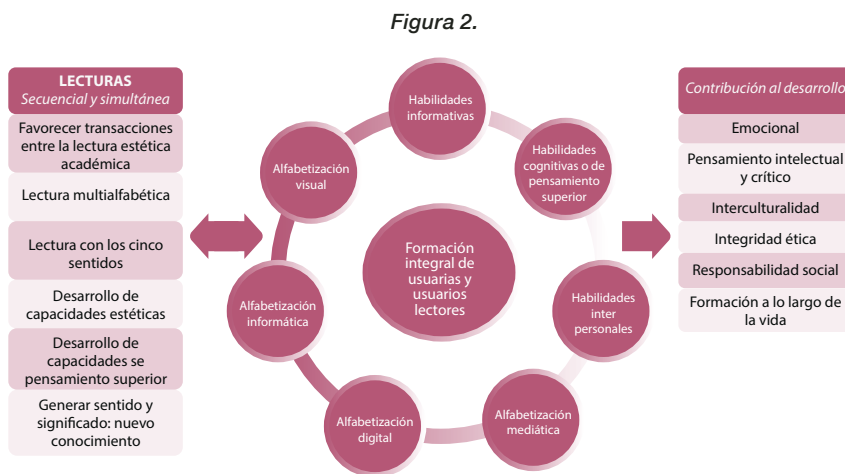 Figura 2.
LECTURAS
Secuencial y simultánea
Favorecer transacciones
entre la lectura estética
académica
Lectura multialfabética
Lectura con los cinco
sentidos
Desarrollo de
capacidades estéticas
Desarrollo de
capacidades se
pensamiento superior
Generar sentido y
significado: nuevo
conocimiento
Habilidades
informativas
Habilidades
cognitivas o de
pensamiento
superior
Habilidades
inter
personales
Alfabetización
mediática
Alfabetización
digital
Alfabetización
informática
Alfabetización
visual
Formación
integral de
usuarias y
usuarios
lectores
Contribución al desarrollo
Emocional
Pensamiento intelectual
y crítico
Interculturalidad
Integridad ética
Responsabilidad social
Formación a lo largo de
la vida